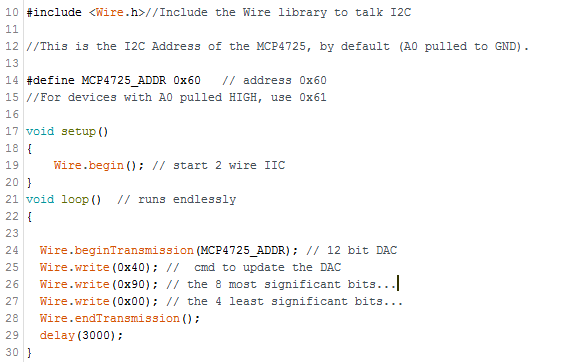 10 #include <Wire.h>//Include the Wire library to talk I2C
11
12 //This is the I2C Address of the MCP4725, by default (A0 pulled to GND).
13
14 #define MCP4725_ADDR 0x60   // address 0x60
15 //For devices with A0 pulled HIGH, use 0x61
16
17 void setup()
18 {
19     Wire.begin(); // start 2 wire IIC
20 }
21 void loop()  // runs endlessly
22 {
23
24   Wire.beginTransmission(MCP4725_ADDR); // 12 bit DAC
25   Wire.write(0x40); //  cmd to update the DAC
26   Wire.write(0x90); // the 8 most significant bits...
27   Wire.write(0x00); // the 4 least significant bits...
28   Wire.endTransmission();
29   delay(3000);
30 }